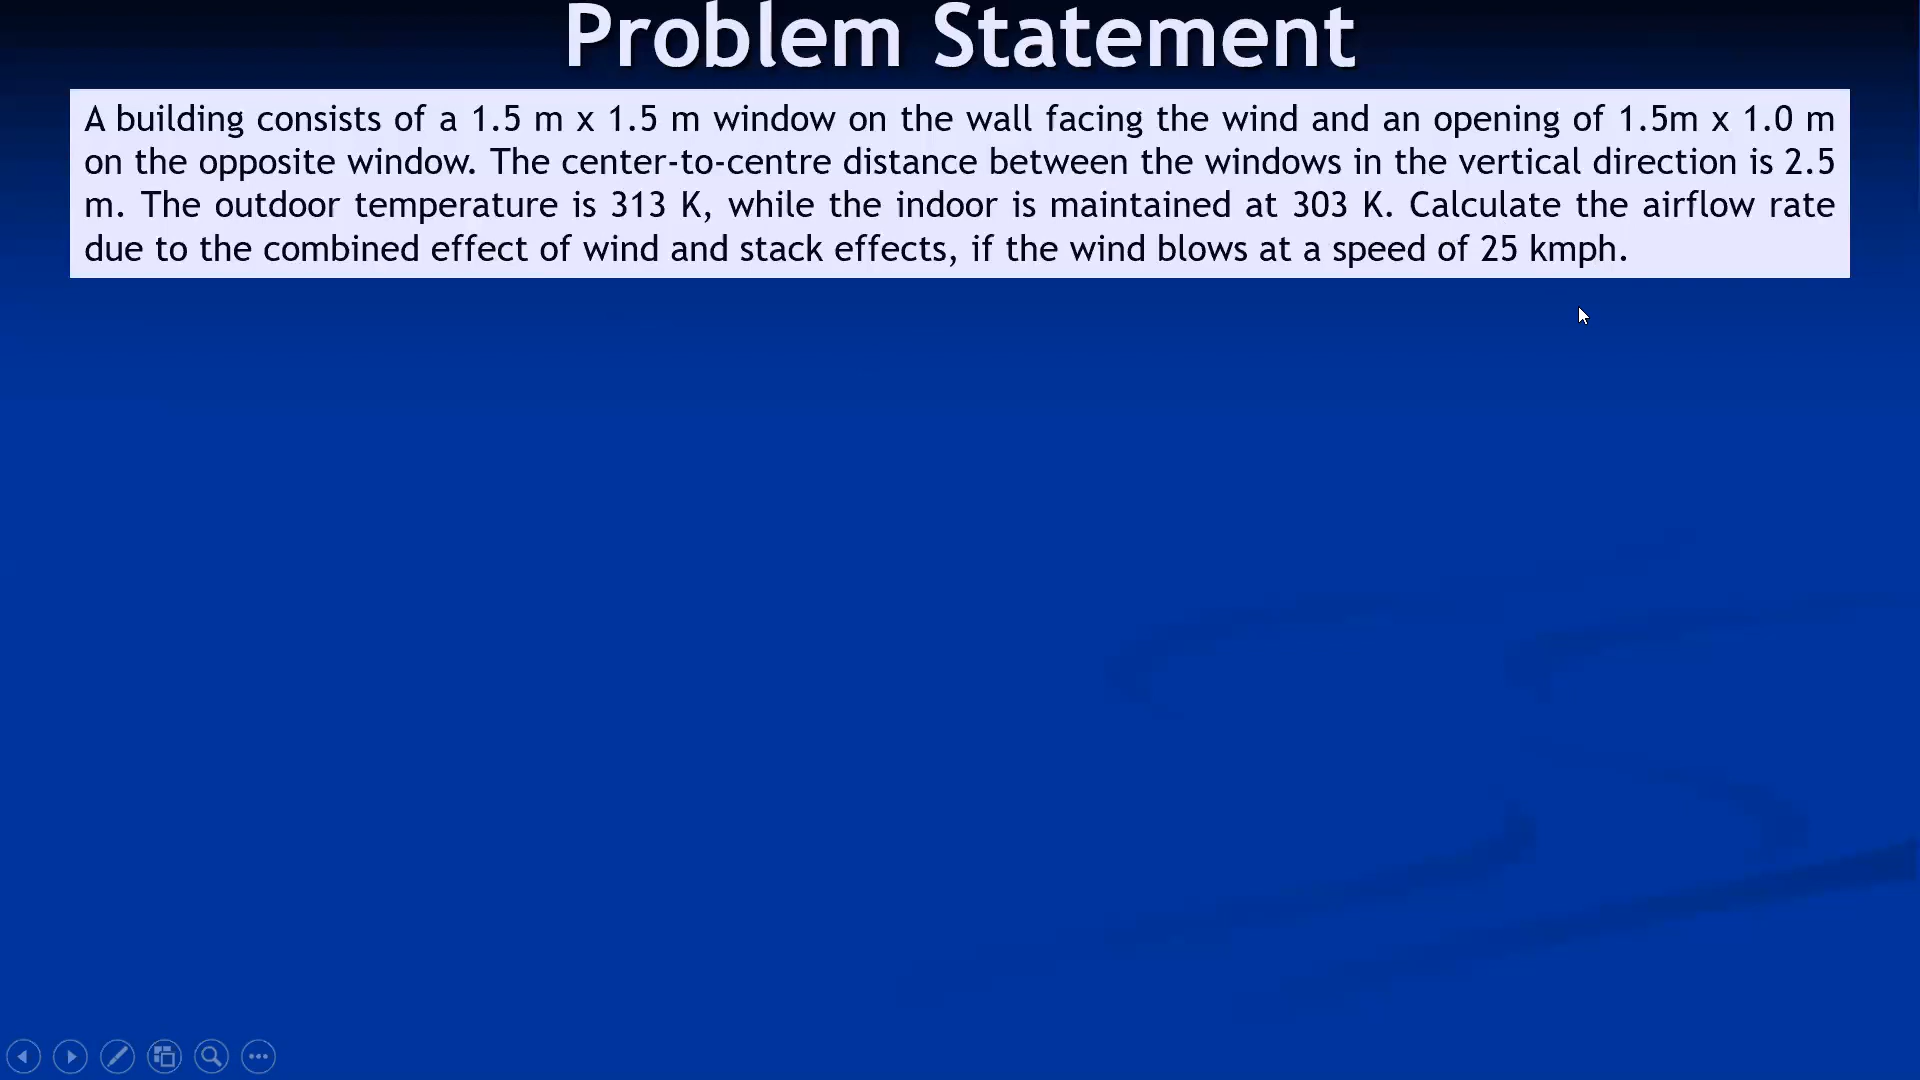 Problem Statement
A building consists of a 1.5 m x 1.5 m window on the wall facing the wind and an opening of 1.5m x 1.0 m
on the opposite window. The center-to-centre distance between the windows in the vertical direction is 2.5
m. The outdoor temperature is 313 K, while the indoor is maintained at 303 K. Calculate the airflow rate
due to the combined effect of wind and stack effects, if the wind blows at a speed of 25 kmph.